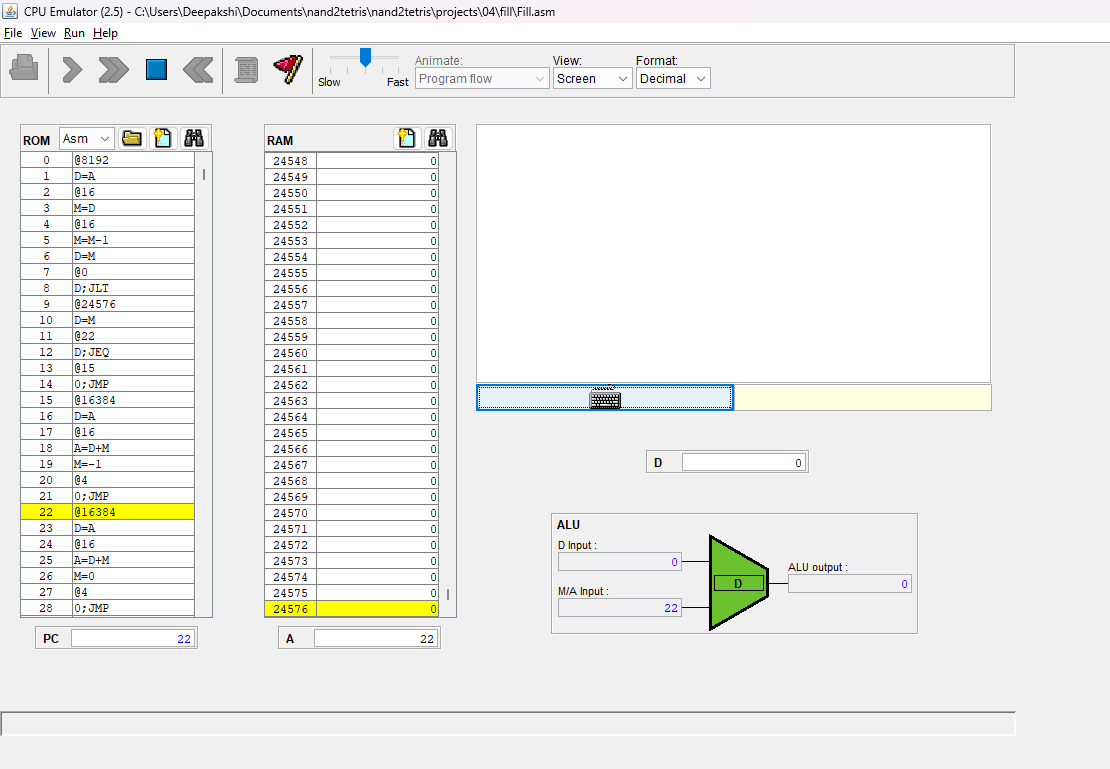 CPU Emulator (2.5) - C:\Users\Deepakshi\Documents\nand2tetris\nand2tetris\projects\04\fill\Fill.asm
File View Run Help
Slow Fast
Animate: View: Format:
Program flow Screen Decimal
ROM Asm
0 @8192
1 D=A
2 @16
3 M=D
4 @16
5 M=M-1
6 D=M
7 @0
8 D;JLT
9 @24576
10 D=M
11 @22
12 D;JEQ
13 @15
14 0;JMP
15 @16384
16 D=A
17 @16
18 A=D+M
19 M=-1
20 @4
21 0;JMP
22 @16384
23 D=A
24 @16
25 A=D+M
26 M=0
27 @4
28 0;JMP
PC 22
RAM
24548 0
24549 0
24550 0
24551 0
24552 0
24553 0
24554 0
24555 0
24556 0
24557 0
24558 0
24559 0
24560 0
24561 0
24562 0
24563 0
24564 0
24565 0
24566 0
24567 0
24568 0
24569 0
24570 0
24571 0
24572 0
24573 0
24574 0
24575 0
24576 0
A 22
D 0
ALU
D Input :
0
M/A Input :
22
D
ALU output :
0